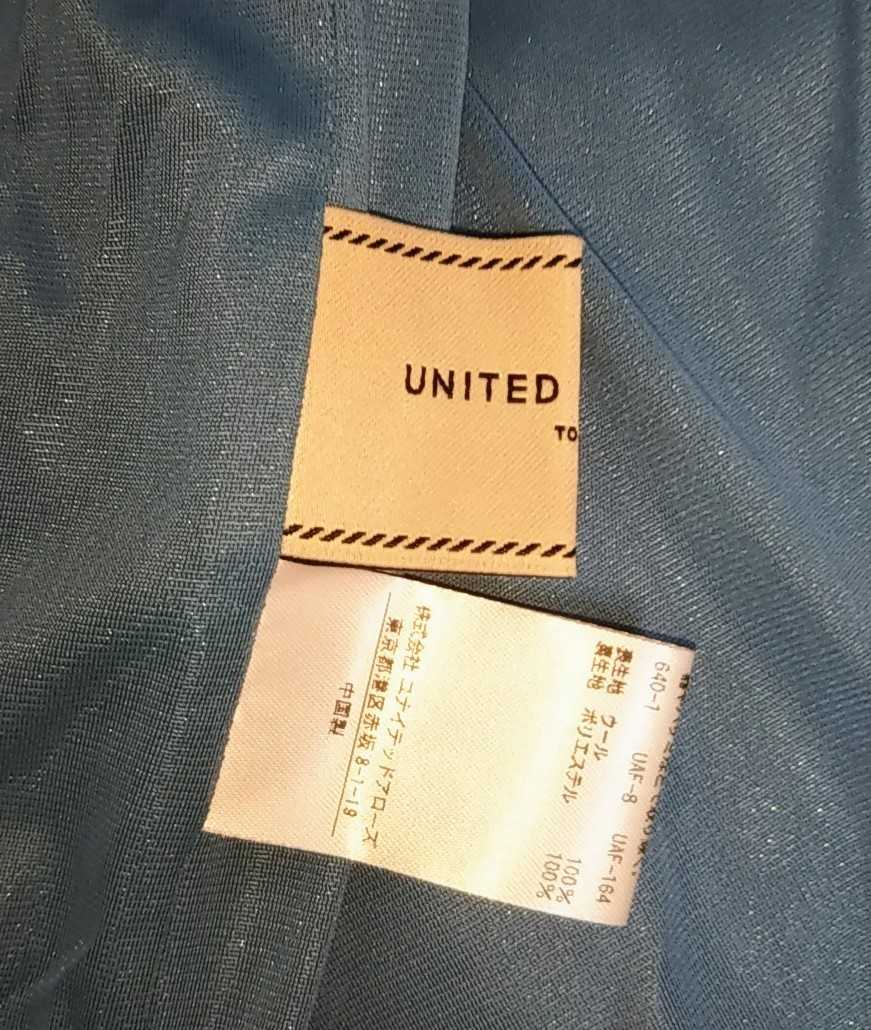 UNITED
TO
640-1 UAF-8 UAF-164
表生地 ウール 100%
裏生地 ポリエステル 100%
株式会社 ユナイテッドアローズ
東京都港区赤坂8-1-19
中国製